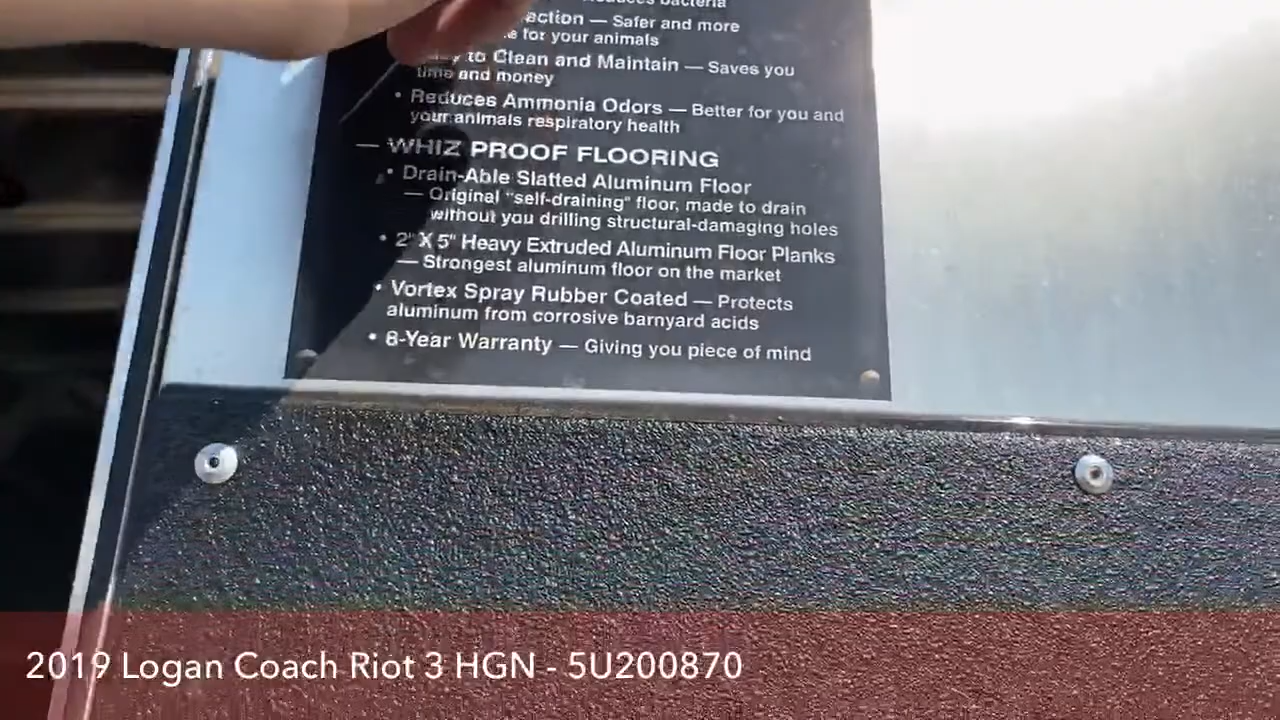 bacteria
action — Safer and more
for your animals
to Clean and Maintain — Saves you
time and money
• Reduces Ammonia Odors — Better for you and
your animals respiratory health
— WHIZ PROOF FLOORING
• Drain-Able Slatted Aluminum Floor
— Original "self-draining" floor, made to drain
without you drilling structural-damaging holes
• 2" X 5" Heavy Extruded Aluminum Floor Planks
— Strongest aluminum floor on the market
• Vortex Spray Rubber Coated — Protects
aluminum from corrosive barnyard acids
• 8-Year Warranty — Giving you piece of mind
2019 Logan Coach Riot 3 HGN - 5U200870